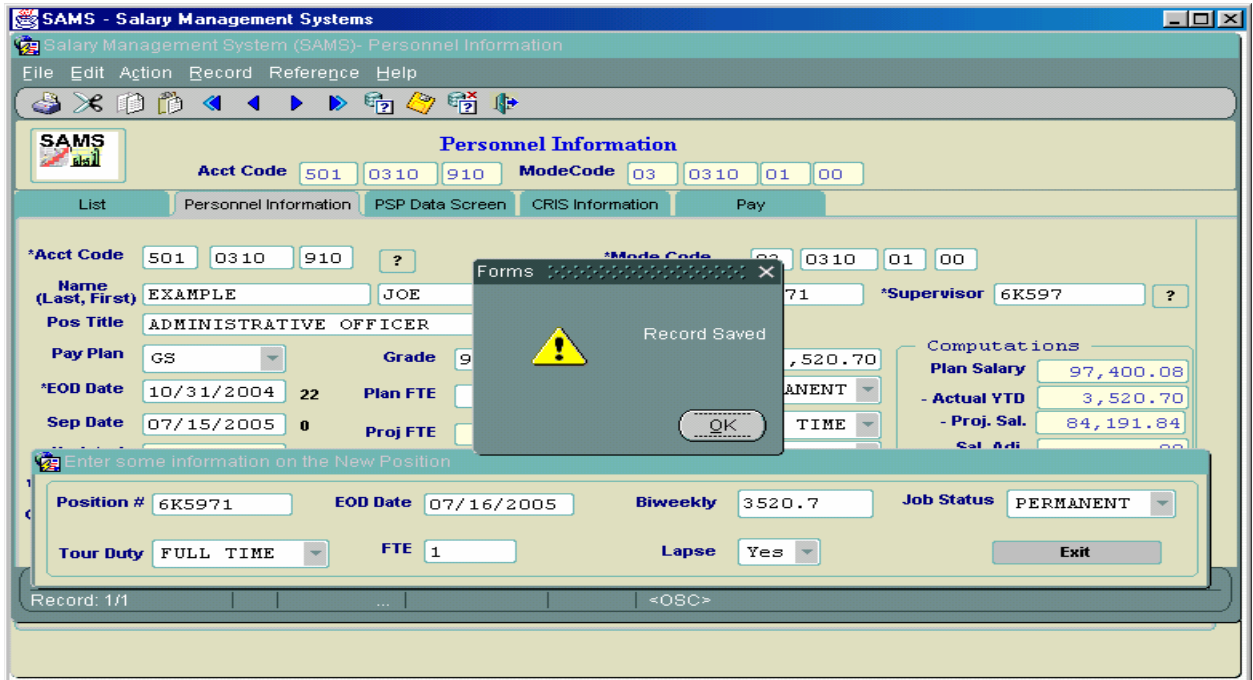 SAMS - Salary Management Systems
Salary Management System (SAMS)- Personnel Information
File Edit Action Record Reference Help
SAMS
Personnel Information
Acct Code 501 0310 910 ModeCode 03 0310 01 00
List Personnel Information PSP Data Screen CRIS Information Pay
*Acct Code 501 0310 910 ? *Mode Code 0310 01 00
Forms
Name (Last, First) EXAMPLE JOE 71 *Supervisor 6K597 ?
Pos Title ADMINISTRATIVE OFFICER
Record Saved
Pay Plan GS Grade 9 ,520.70 Computations
Plan Salary 97,400.08
*EOD Date 10/31/2004 22 Plan FTE ANENT - Actual YTD 3,520.70
Sep Date 07/15/2005 0 Proj FTE OK TIME - Proj. Sal. 84,191.84
Sal. Adj
Enter some information on the New Position
Position # 6K5971 EOD Date 07/16/2005 Biweekly 3520.7 Job Status PERMANENT
Tour Duty FULL TIME FTE 1 Lapse Yes Exit
Record: 1/1 ... <OSC>